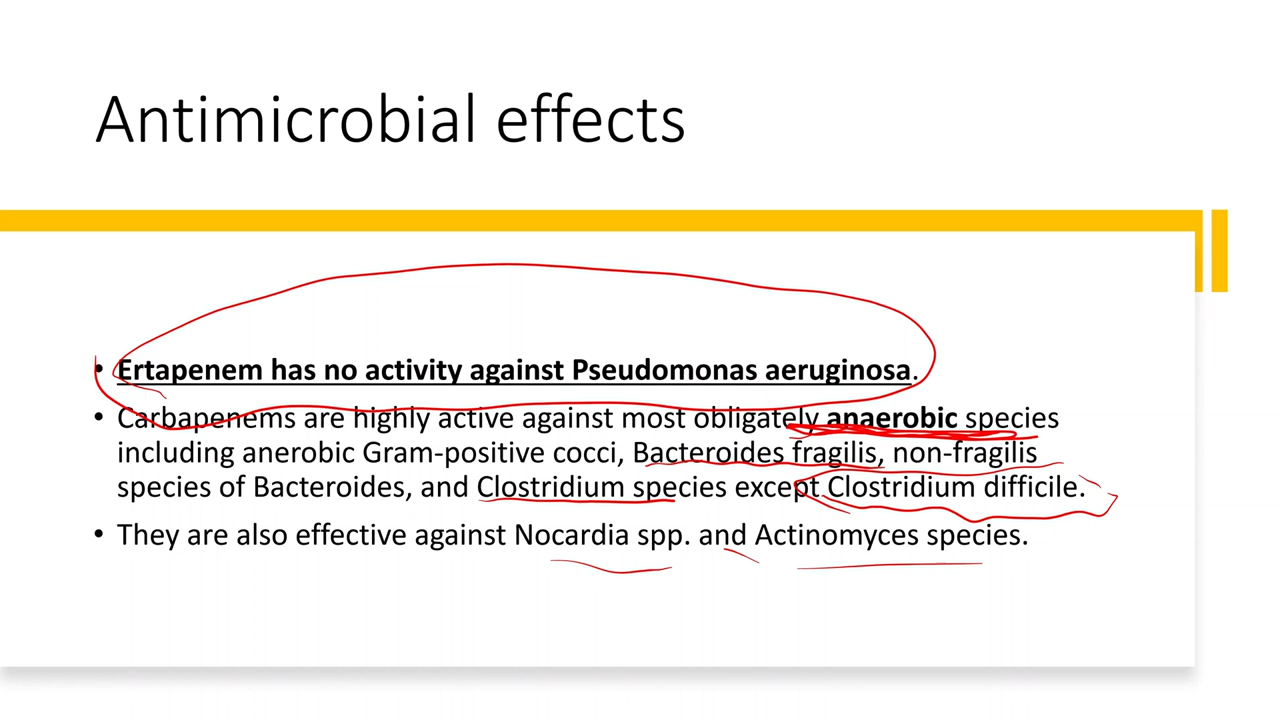 Antimicrobial effects
• Ertapenem has no activity against Pseudomonas aeruginosa.
• Carbapenems are highly active against most obligately anaerobic species
including anerobic Gram-positive cocci, Bacteroides fragilis, non-fragilis
species of Bacteroides, and Clostridium species except Clostridium difficile.
• They are also effective against Nocardia spp. and Actinomyces species.